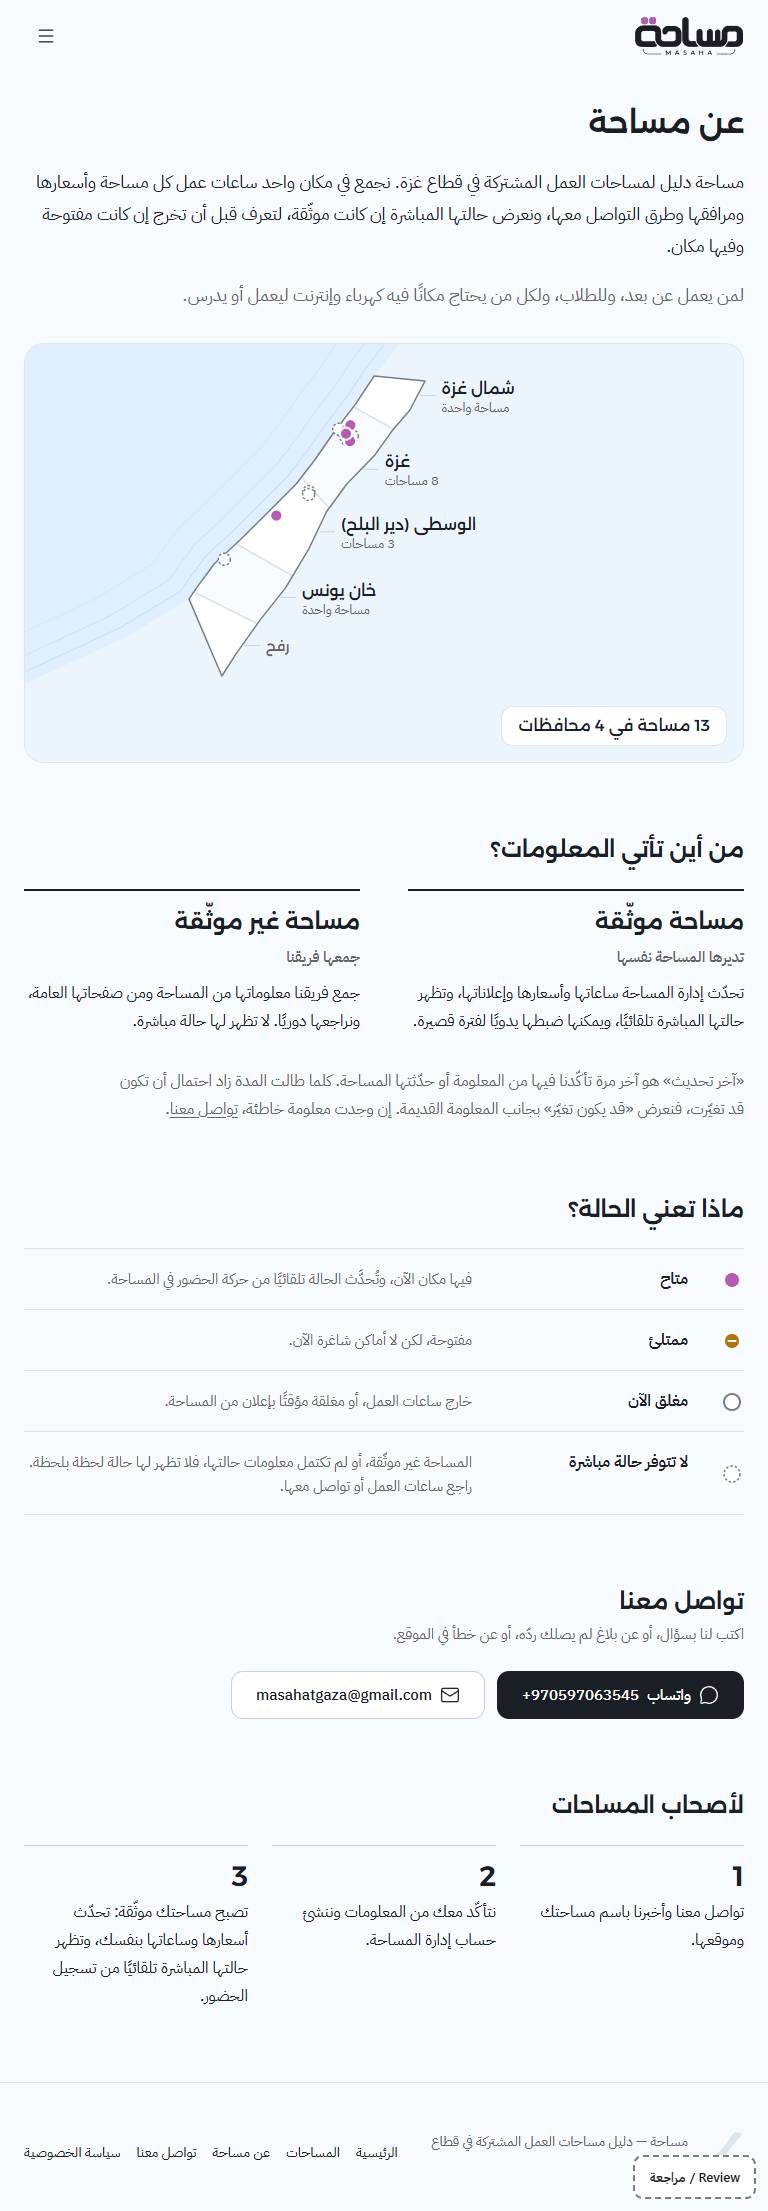 مساحة
MASAHA
عن مساحة
مساحة دليل لمساحات العمل المشتركة في قطاع غزة. نجمع في مكان واحد ساعات عمل كل مساحة وأسعارها
ومرافقها وطرق التواصل معها، ونعرض حالتها المباشرة إن كانت موثّقة، لتعرف قبل أن تخرج إن كانت مفتوحة
وفيها مكان.
لمن يعمل عن بعد، وللطلاب، ولكل من يحتاج مكانًا فيه كهرباء وإنترنت ليعمل أو يدرس.
شمال غزة
مساحة واحدة
غزة
8 مساحات
الوسطى (دير البلح)
3 مساحات
خان يونس
مساحة واحدة
رفح
13 مساحة في 4 محافظات
من أين تأتي المعلومات؟
مساحة موثّقة
تديرها المساحة نفسها
تحدّث إدارة المساحة ساعاتها وأسعارها وإعلاناتها، وتظهر
حالتها المباشرة تلقائيًا، ويمكنها ضبطها يدويًا لفترة قصيرة.
مساحة غير موثّقة
جمعها فريقنا
جمع فريقنا معلوماتها من المساحة ومن صفحاتها العامة،
ونراجعها دوريًا. لا تظهر لها حالة مباشرة.
«آخر تحديث» هو آخر مرة تأكّدنا فيها من المعلومة أو حدّثتها المساحة. كلما طالت المدة زاد احتمال أن تكون
قد تغيّرت، فنعرض «قد يكون تغيّر» بجانب المعلومة القديمة. إن وجدت معلومة خاطئة، تواصل معنا.
ماذا تعني الحالة؟
متاح
فيها مكان الآن، وتُحدَّث الحالة تلقائيًا من حركة الحضور في المساحة.
ممتلئ
مفتوحة، لكن لا أماكن شاغرة الآن.
مغلق الآن
خارج ساعات العمل، أو مغلقة مؤقتًا بإعلان من المساحة.
لا تتوفر حالة مباشرة
المساحة غير موثّقة، أو لم تكتمل معلومات حالتها، فلا تظهر لها حالة لحظة بلحظة.
راجع ساعات العمل أو تواصل معها.
تواصل معنا
اكتب لنا بسؤال، أو عن بلاغ لم يصلك ردّه، أو عن خطأ في الموقع.
واتساب +970597063545
masahatgaza@gmail.com
لأصحاب المساحات
1
تواصل معنا وأخبرنا باسم مساحتك
وموقعها.
2
نتأكّد معك من المعلومات وننشئ
حساب إدارة المساحة.
3
تصبح مساحتك موثّقة: تحدّث
أسعارها وساعاتها بنفسك، وتظهر
حالتها المباشرة تلقائيًا من تسجيل
الحضور.
مساحة — دليل مساحات العمل المشتركة في قطاع
الرئيسية المساحات عن مساحة تواصل معنا سياسة الخصوصية
Review / مراجعة